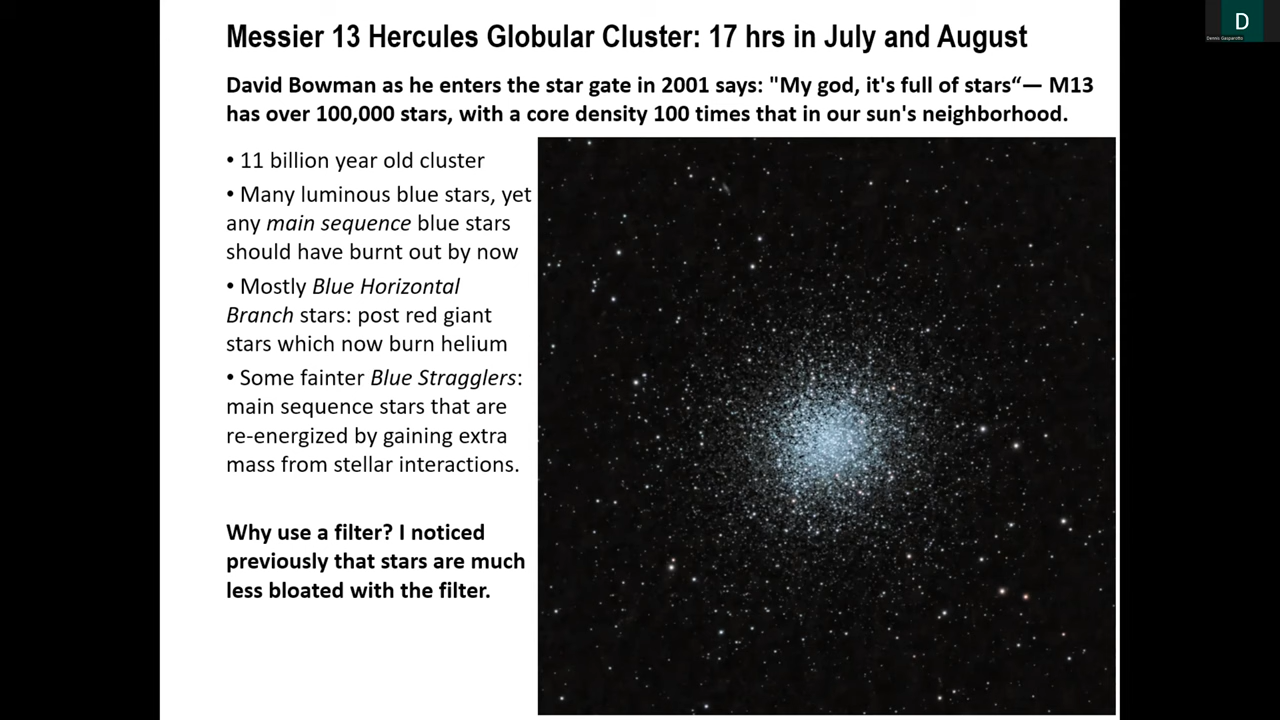 Messier 13 Hercules Globular Cluster: 17 hrs in July and August
David Bowman as he enters the star gate in 2001 says: "My god, it's full of stars“— M13
has over 100,000 stars, with a core density 100 times that in our sun's neighborhood.
• 11 billion year old cluster
• Many luminous blue stars, yet
any main sequence blue stars
should have burnt out by now
• Mostly Blue Horizontal
Branch stars: post red giant
stars which now burn helium
• Some fainter Blue Stragglers:
main sequence stars that are
re-energized by gaining extra
mass from stellar interactions.
Why use a filter? I noticed
previously that stars are much
less bloated with the filter.
D